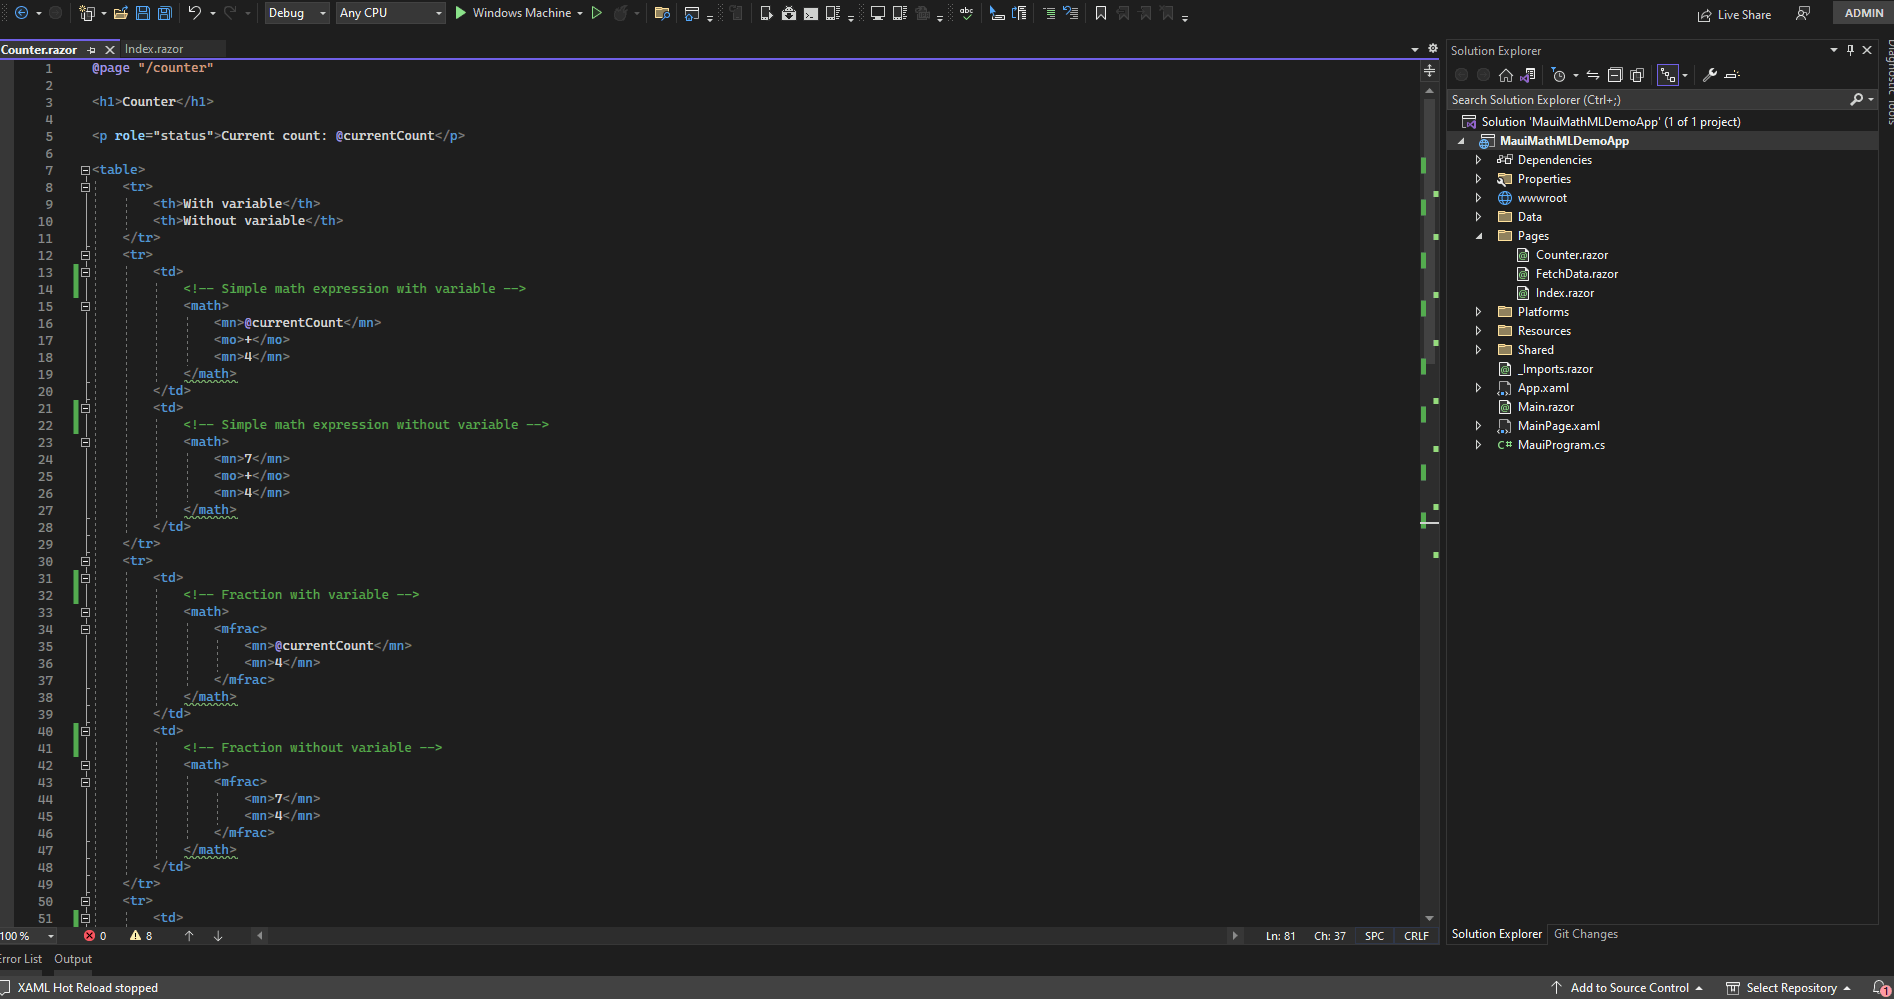 Debug
Any CPU
Windows Machine
Live Share
ADMIN
Counter.razor
Index.razor
1 @page "/counter"
2
3 <h1>Counter</h1>
4
5 <p role="status">Current count: @currentCount</p>
6
7 <table>
8 <tr>
9 <th>With variable</th>
10 <th>Without variable</th>
11 </tr>
12 <tr>
13 <td>
14 <!-- Simple math expression with variable -->
15 <math>
16 <mn>@currentCount</mn>
17 <mo>+</mo>
18 <mn>4</mn>
19 </math>
20 </td>
21 <td>
22 <!-- Simple math expression without variable -->
23 <math>
24 <mn>7</mn>
25 <mo>+</mo>
26 <mn>4</mn>
27 </math>
28 </td>
29 </tr>
30 <tr>
31 <td>
32 <!-- Fraction with variable -->
33 <math>
34 <mfrac>
35 <mn>@currentCount</mn>
36 <mn>4</mn>
37 </mfrac>
38 </math>
39 </td>
40 <td>
41 <!-- Fraction without variable -->
42 <math>
43 <mfrac>
44 <mn>7</mn>
45 <mn>4</mn>
46 </mfrac>
47 </math>
48 </td>
49 </tr>
50 <tr>
51 <td>
100 %
0
8
Ln: 81 Ch: 37 SPC CRLF
Solution Explorer
Search Solution Explorer (Ctrl+;)
Solution 'MauiMathMLDemoApp' (1 of 1 project)
MauiMathMLDemoApp
Dependencies
Properties
wwwroot
Data
Pages
Counter.razor
FetchData.razor
Index.razor
Platforms
Resources
Shared
_Imports.razor
App.xaml
Main.razor
MainPage.xaml
C# MauiProgram.cs
Solution Explorer Git Changes
Diagnostic Tools
rror List Output
XAML Hot Reload stopped
Add to Source Control
Select Repository
1